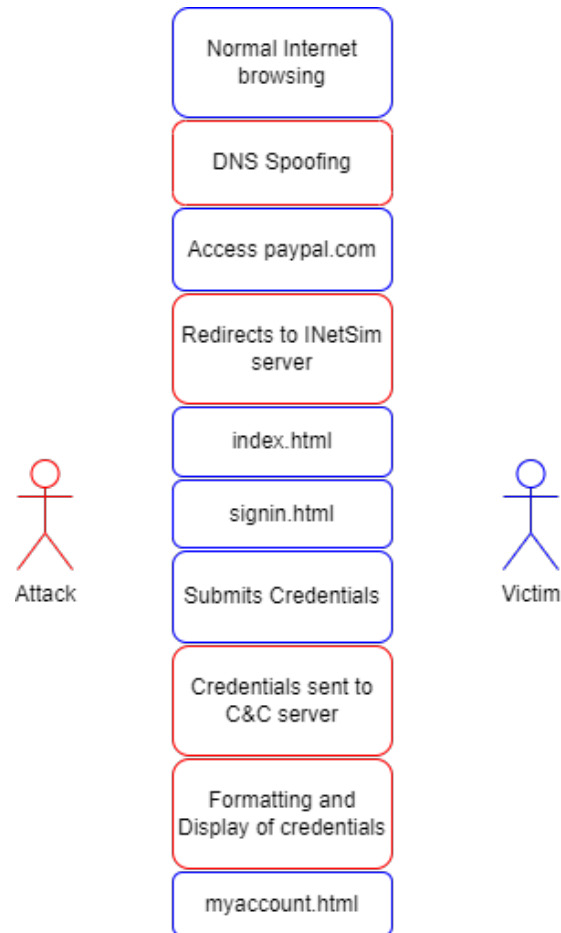 Normal Internet
browsing
DNS Spoofing
Access paypal.com
Redirects to INetSim
server
index.html
signin.html
Attack
Submits Credentials
Victim
Credentials sent to
C&C server
Formatting and
Display of credentials
myaccount.html